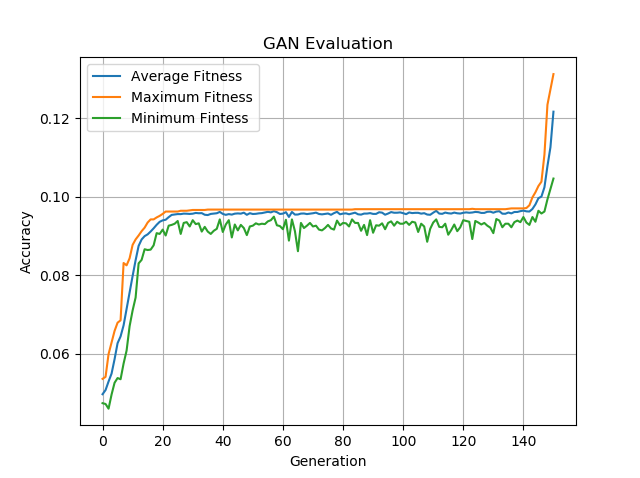 GAN Evaluation
Average Fitness
Maximum Fitness
Minimum Fintess
0.12
0.10
0.08
0.06
Accuracy
0 20 40 60 80 100 120 140
Generation